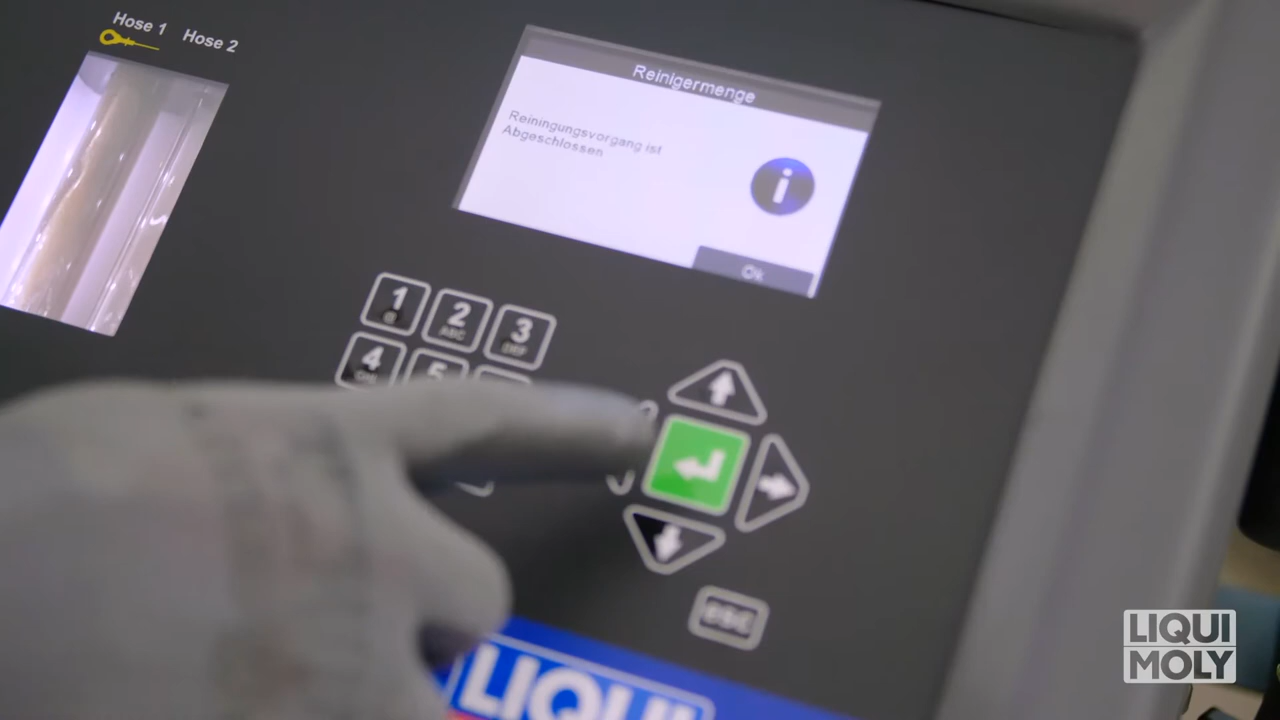 Hose 1
Hose 2
Reinigermenge
Reiningungsvorgang ist
Abgeschlossen
i
Ok
1
2
ABC
3
DEF
4
5
ESC
LIQUI
LIQUI
MOLY